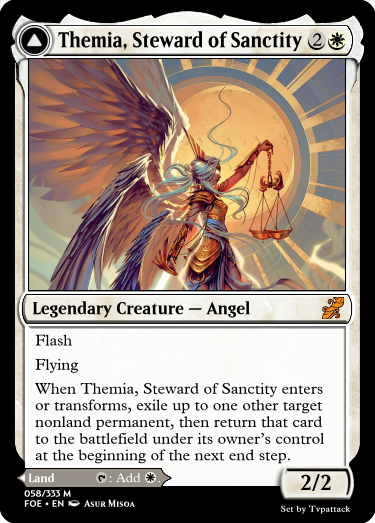 Themia, Steward of Sanctity 2
Legendary Creature — Angel
Flash
Flying
When Themia, Steward of Sanctity enters
or transforms, exile up to one other target
nonland permanent, then return that card
to the battlefield under its owner's control
at the beginning of the next end step.
Land : Add .
2/2
058/333 M
FOE • EN ASUR MISOA
Set by Tvpattack